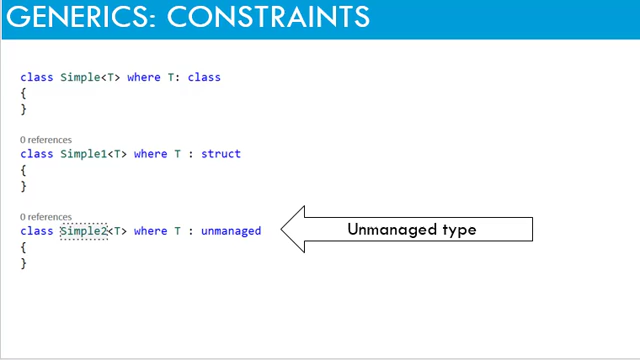 GENERICS: CONSTRAINTS
class Simple<T> where T: class
{
}
0 references
class Simple1<T> where T : struct
{
}
0 references
class Simple2<T> where T : unmanaged
Unmanaged type
{
}